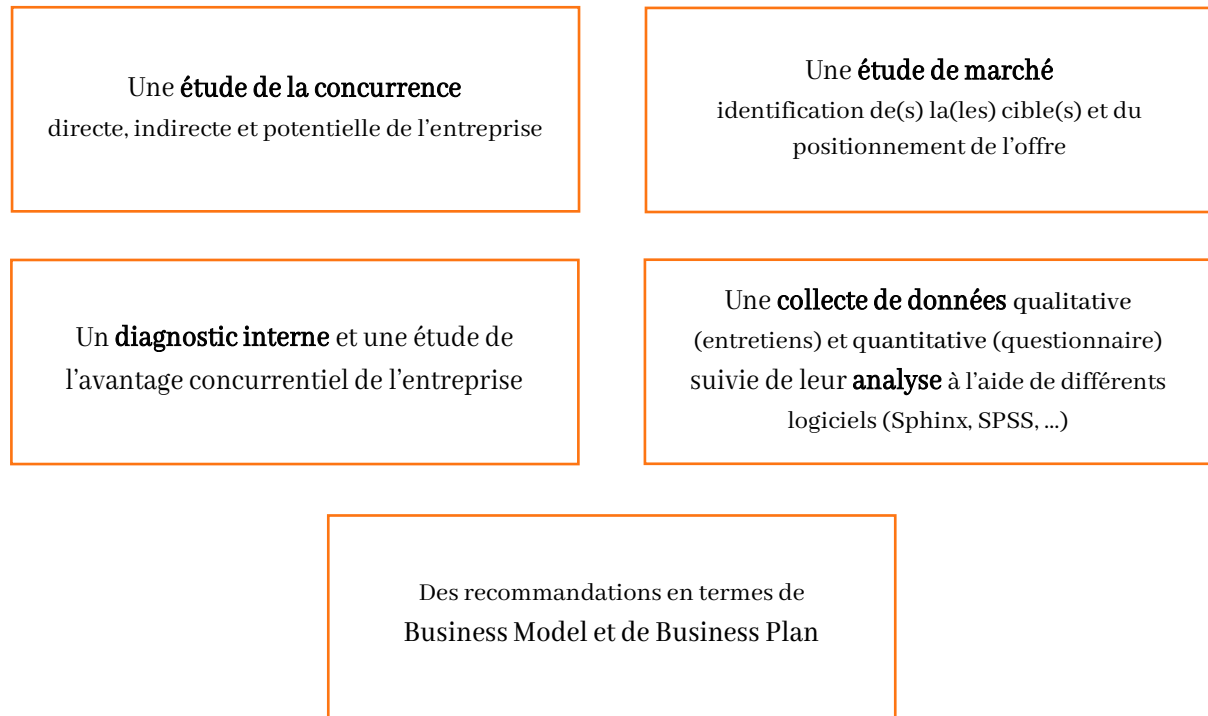 Une étude de la concurrence
directe, indirecte et potentielle de l’entreprise
Une étude de marché
identification de(s) la(les) cible(s) et du
positionnement de l’offre
Un diagnostic interne et une étude de
l’avantage concurrentiel de l’entreprise
Une collecte de données qualitative
(entretiens) et quantitative (questionnaire)
suivie de leur analyse à l’aide de différents
logiciels (Sphinx, SPSS, ...)
Des recommandations en termes de
Business Model et de Business Plan